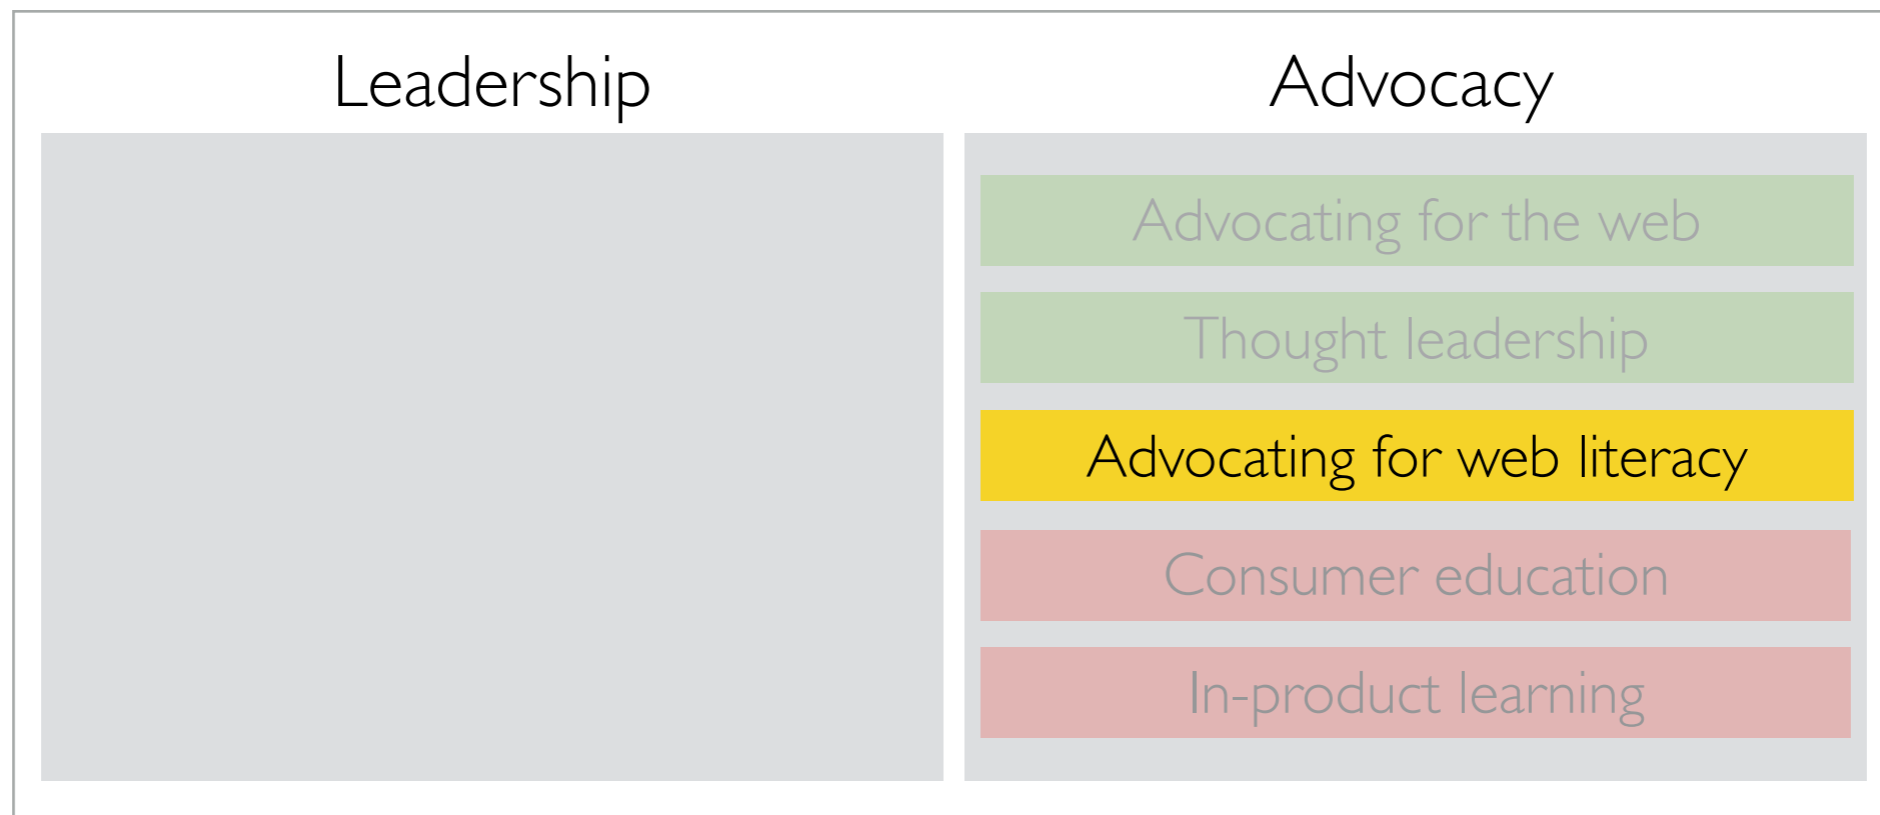 Leadership
Advocacy
Advocating for the web
Thought leadership
Advocating for web literacy
Consumer education
In-product learning